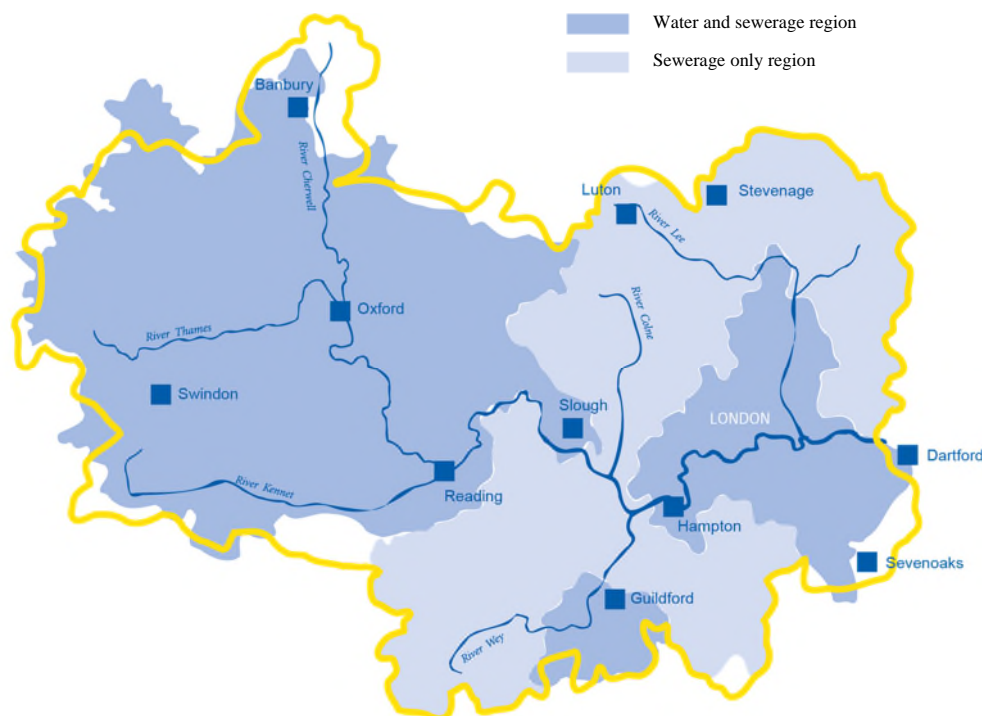 Water and sewerage region
Sewerage only region
Banbury
River Cherwell
Luton
Stevenage
River Lee
River Colne
Oxford
River Thames
Swindon
Slough
LONDON
Dartford
Reading
River Kennet
Hampton
Sevenoaks
Guildford
River Wey